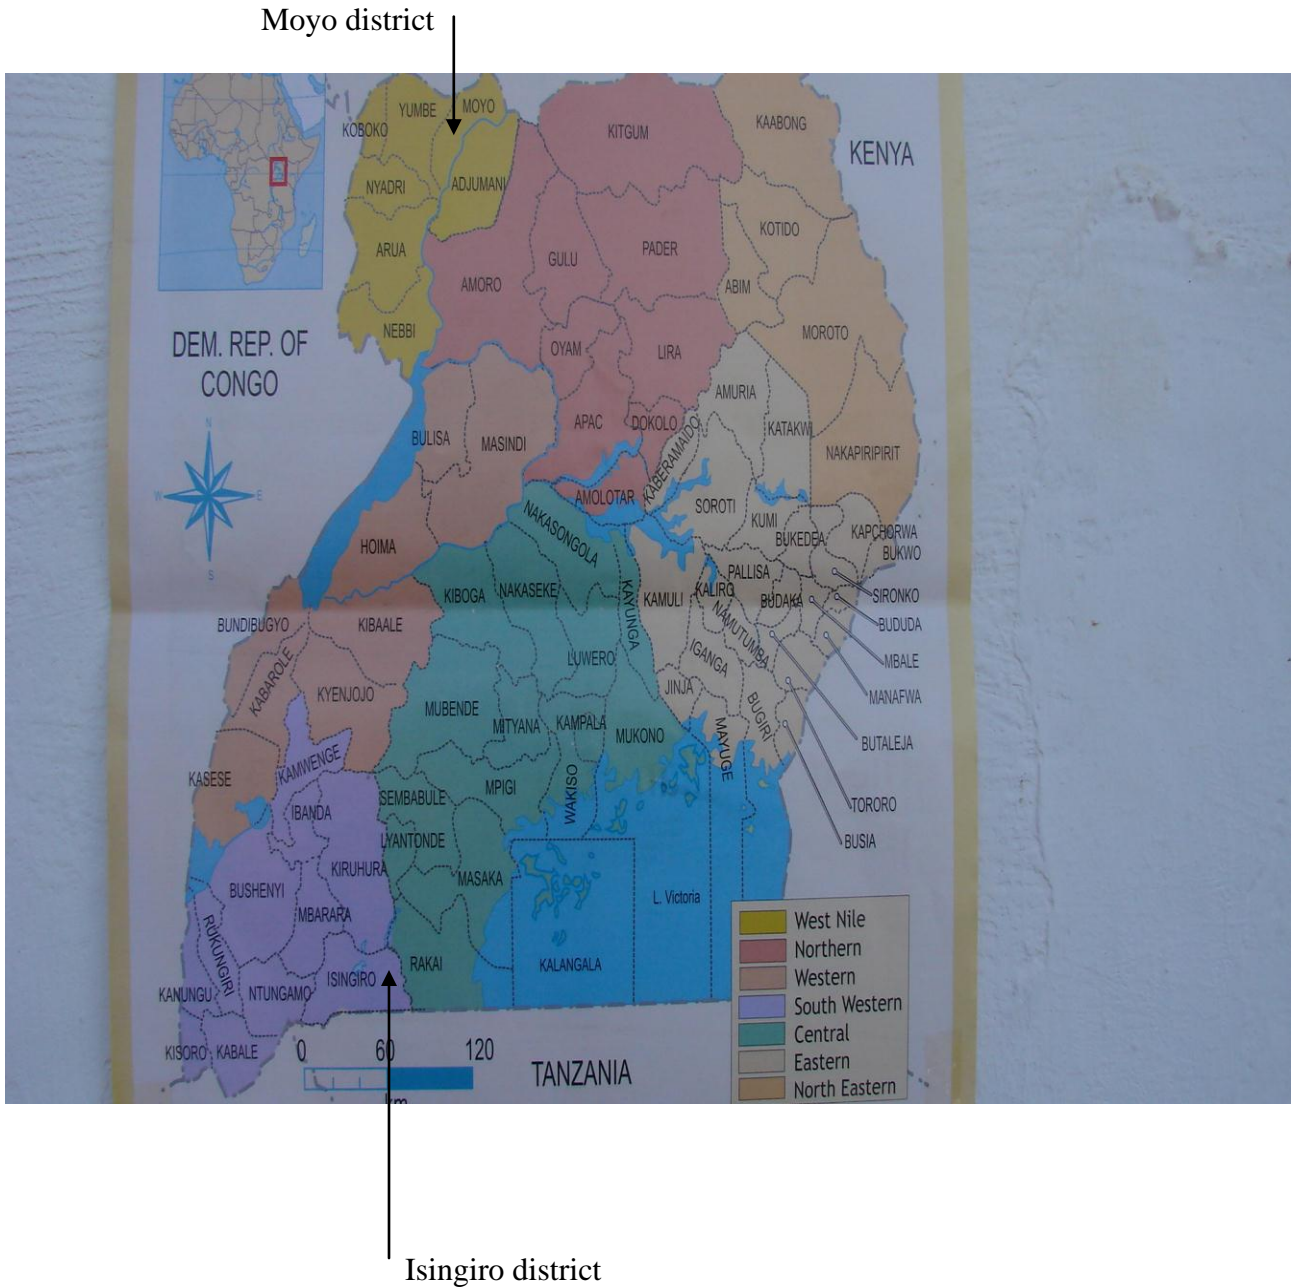 Moyo district
YUMBE
MOYO
KOBOKO
KITGUM
KAABONG
KENYA
NYADRI
ADJUMANI
ARUA
GULU
PADER
KOTIDO
AMORO
ABIM
NEBBI
DEM. REP. OF
CONGO
OYAM
LIRA
MOROTO
AMURIA
N
BULISA
MASINDI
APAC
DOKOLO
KATAKWI
KABERAMAIDO
NAKAPIRIPIRIT
W
E
AMOLOTAR
SOROTI
NAKASONGOLA
KUMI
BUKEDEA
KAPCHORWA
BUKWO
HOIMA
S
KIBOGA
NAKASEKE
KAYUNGA
KAMULI
KALIRO
PALLISA
BUDAKA
SIRONKO
BUNDIBUGYO
KIBAALE
NAMUTUMBA
BUDUDA
LUWERO
IGANGA
MBALE
KABAROLE
KYENJOJO
JINJA
MANAFWA
MUBENDE
MITYANA
KAMPALA
MUKONO
MAYUGE
BUGIRI
BUTALEJA
KASESE
KAMWENGE
SEMBABULE
MPIGI
WAKISO
TORORO
IBANDA
LYANTONDE
BUSIA
KIRUHURA
MASAKA
BUSHENYI
L. Victoria
MBARARA
RUKUNGIRI
West Nile
Northern
RAKAI
KALANGALA
ISINGIRO
Western
KANUNGU
NTUNGAMO
South Western
Central
KISORO
KABALE
0 60 120
TANZANIA
Eastern
North Eastern
km
Isingiro district